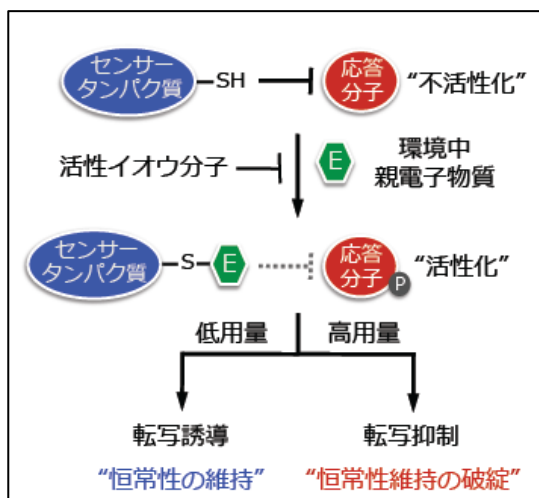 センサー
タンパク質
SH
応答
分子
“不活性化”
活性イオウ分子
E
環境中
親電子物質
センサー
タンパク質
S
E
応答
分子
P
“活性化”
低用量
高用量
転写誘導
転写抑制
“恒常性の維持”
“恒常性維持の破綻”